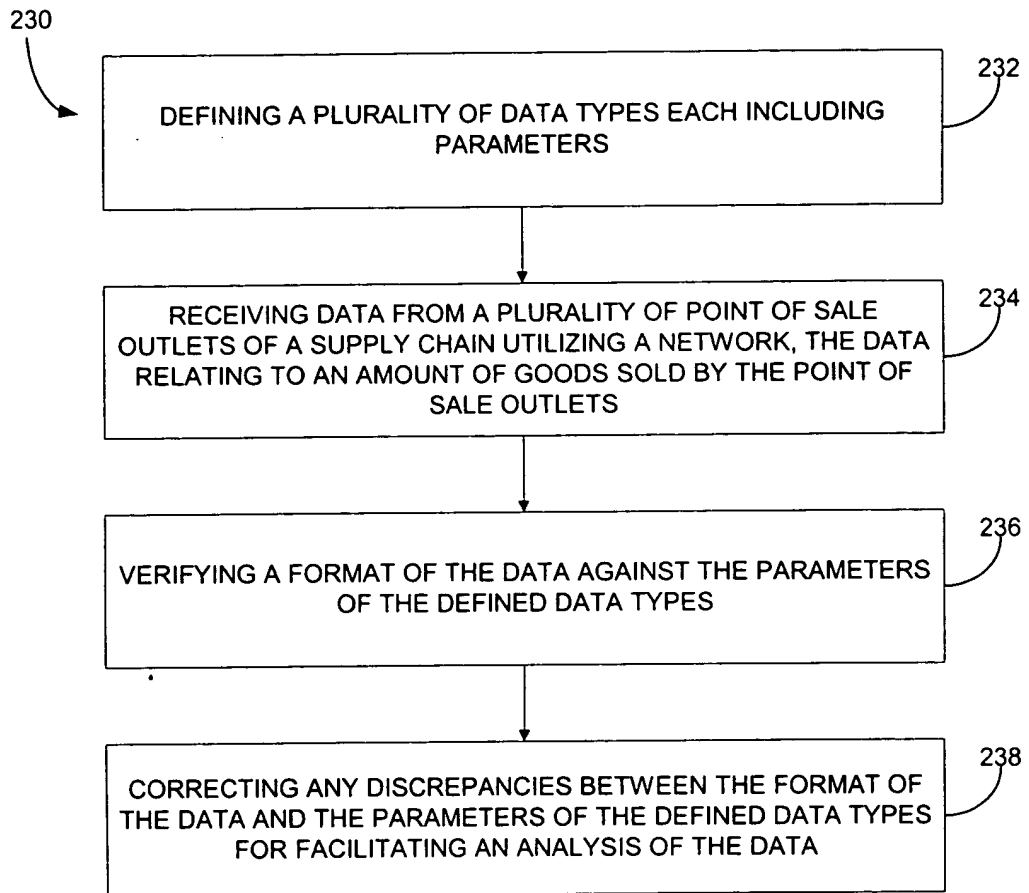 230
232
DEFINING A PLURALITY OF DATA TYPES EACH INCLUDING
PARAMETERS
234
RECEIVING DATA FROM A PLURALITY OF POINT OF SALE
OUTLETS OF A SUPPLY CHAIN UTILIZING A NETWORK, THE DATA
RELATING TO AN AMOUNT OF GOODS SOLD BY THE POINT OF
SALE OUTLETS
236
VERIFYING A FORMAT OF THE DATA AGAINST THE PARAMETERS
OF THE DEFINED DATA TYPES
238
CORRECTING ANY DISCREPANCIES BETWEEN THE FORMAT OF
THE DATA AND THE PARAMETERS OF THE DEFINED DATA TYPES
FOR FACILITATING AN ANALYSIS OF THE DATA